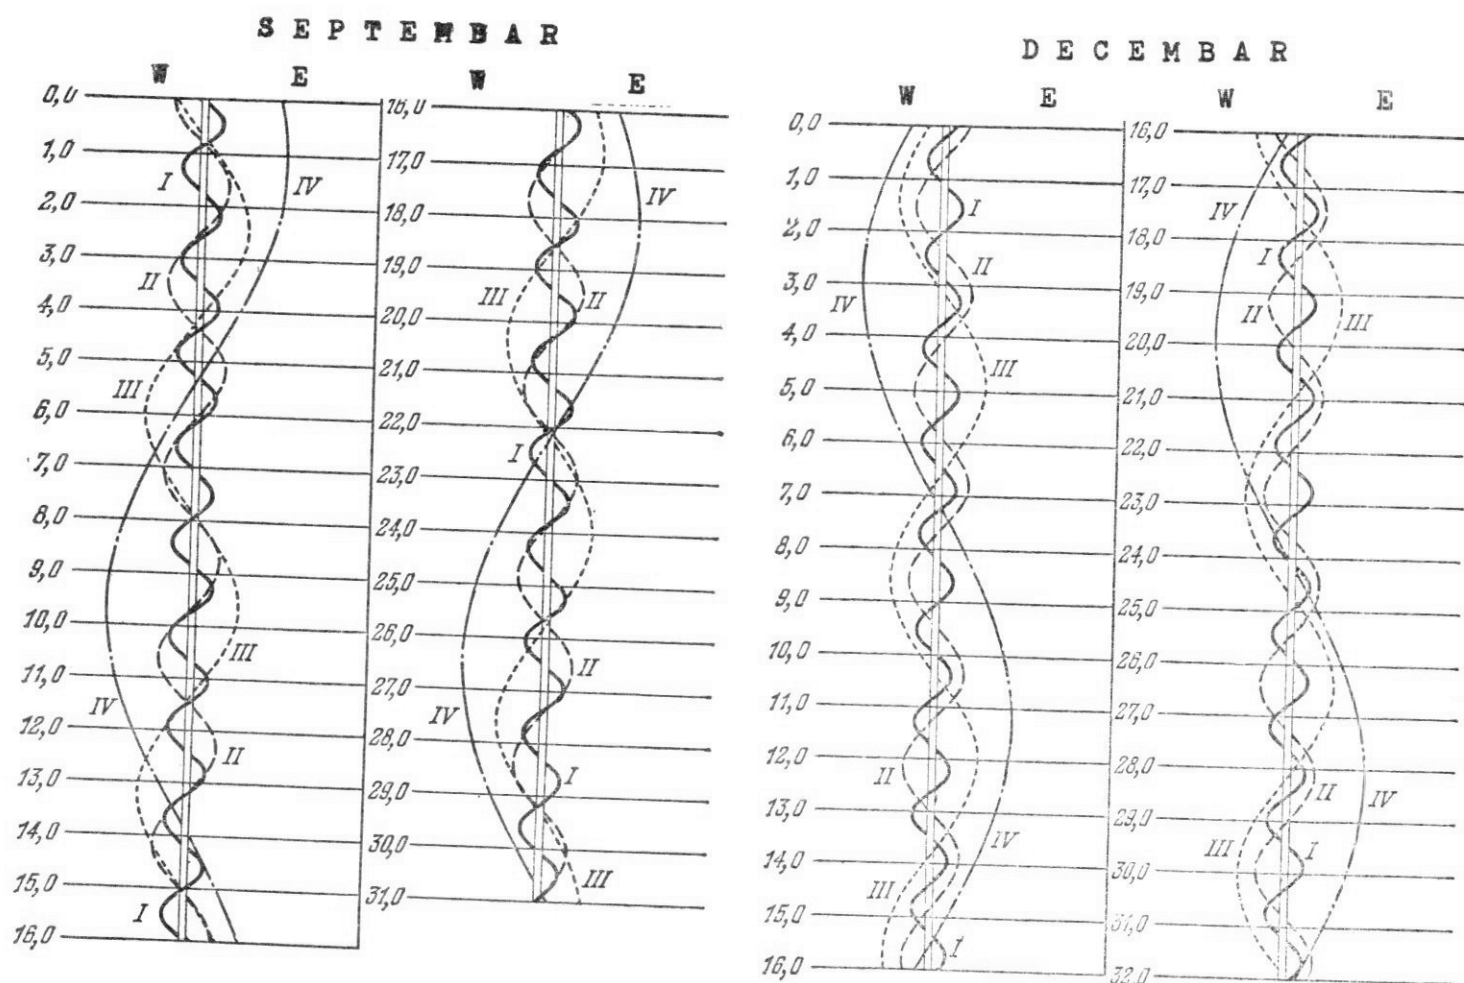 SEPTEMBAR
W E W E
0,0
1,0
2,0
3,0
4,0
5,0
6,0
7,0
8,0
9,0
10,0
11,0
12,0
13,0
14,0
15,0
16,0
I
IV
II
III
III
IV
II
I
16,0
17,0
18,0
19,0
20,0
21,0
22,0
23,0
24,0
25,0
26,0
27,0
28,0
29,0
30,0
31,0
IV
III
II
I
II
IV
I
III
DECEMBAR
W E W E
0,0
1,0
2,0
3,0
4,0
5,0
6,0
7,0
8,0
9,0
10,0
11,0
12,0
13,0
14,0
15,0
16,0
I
II
IV
III
II
IV
III
I
16,0
17,0
18,0
19,0
20,0
21,0
22,0
23,0
24,0
25,0
26,0
27,0
28,0
29,0
30,0
31,0
32,0
IV
I
II
III
II
IV
III
I